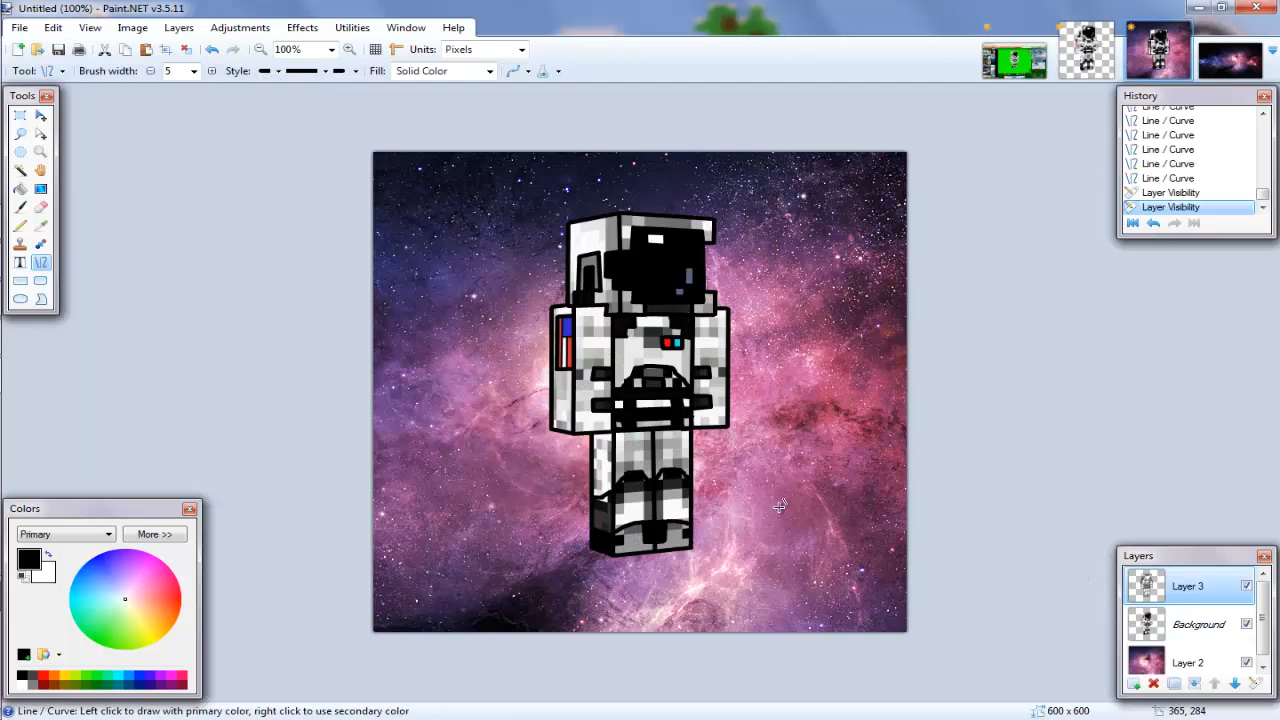 Untitled (100%) - Paint.NET v3.5.11
File Edit View Image Layers Adjustments Effects Utilities Window Help
100% Units: Pixels
Tool: Brush width: 5 Style: Fill: Solid Color
Tools
History
Line / Curve
Line / Curve
Line / Curve
Line / Curve
Line / Curve
Line / Curve
Layer Visibility
Layer Visibility
Colors
Primary More >>
Layers
Layer 3
Background
Layer 2
Line / Curve: Left click to draw with primary color, right click to use secondary color 600 x 600 365, 284